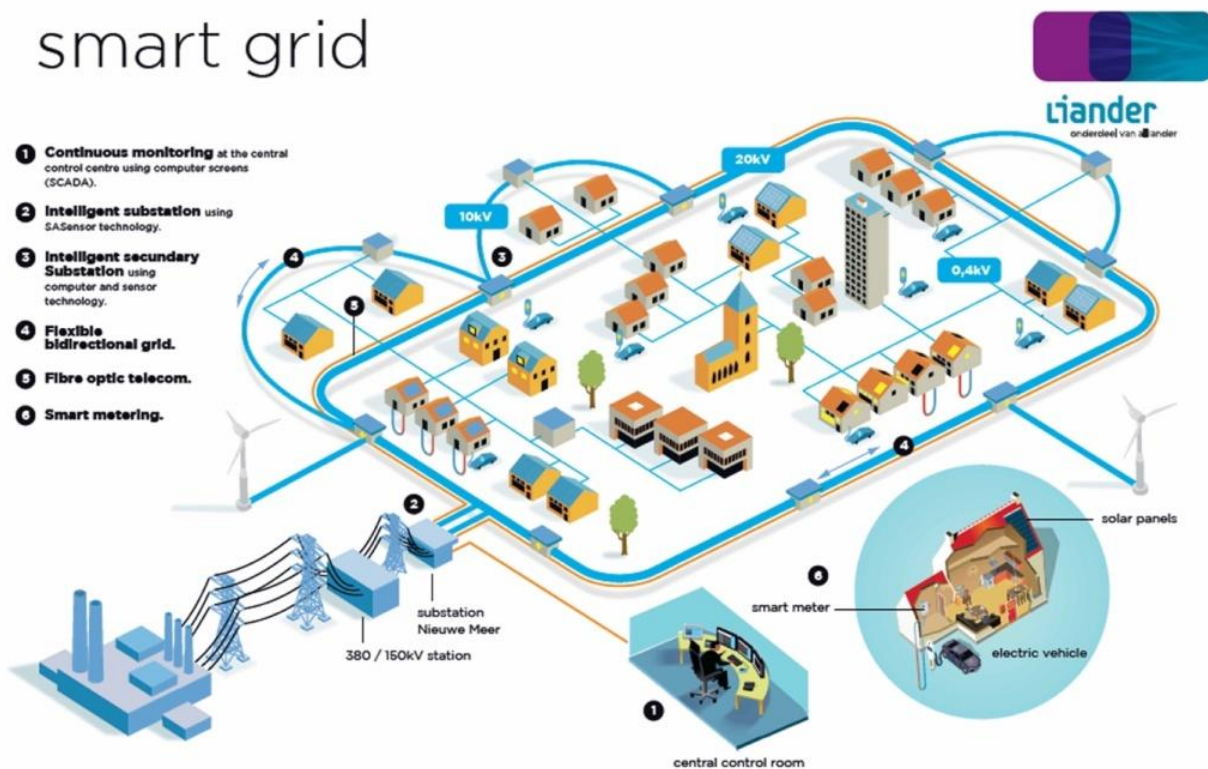 smart grid
liander
onderdeel van alliander
1 Continuous monitoring at the central
control centre using computer screens
(SCADA).
2 Intelligent substation using
SASensor technology.
3 Intelligent secundary
Substation using
computer and sensor
technology.
4 Flexible
bidirectional grid.
5 Fibre optic telecom.
6 Smart metering.
20kV
10kV
3
4
0,4kV
5
4
2
solar panels
6
smart meter
substation
Nieuwe Meer
electric vehicle
380 / 150kV station
1
central control room